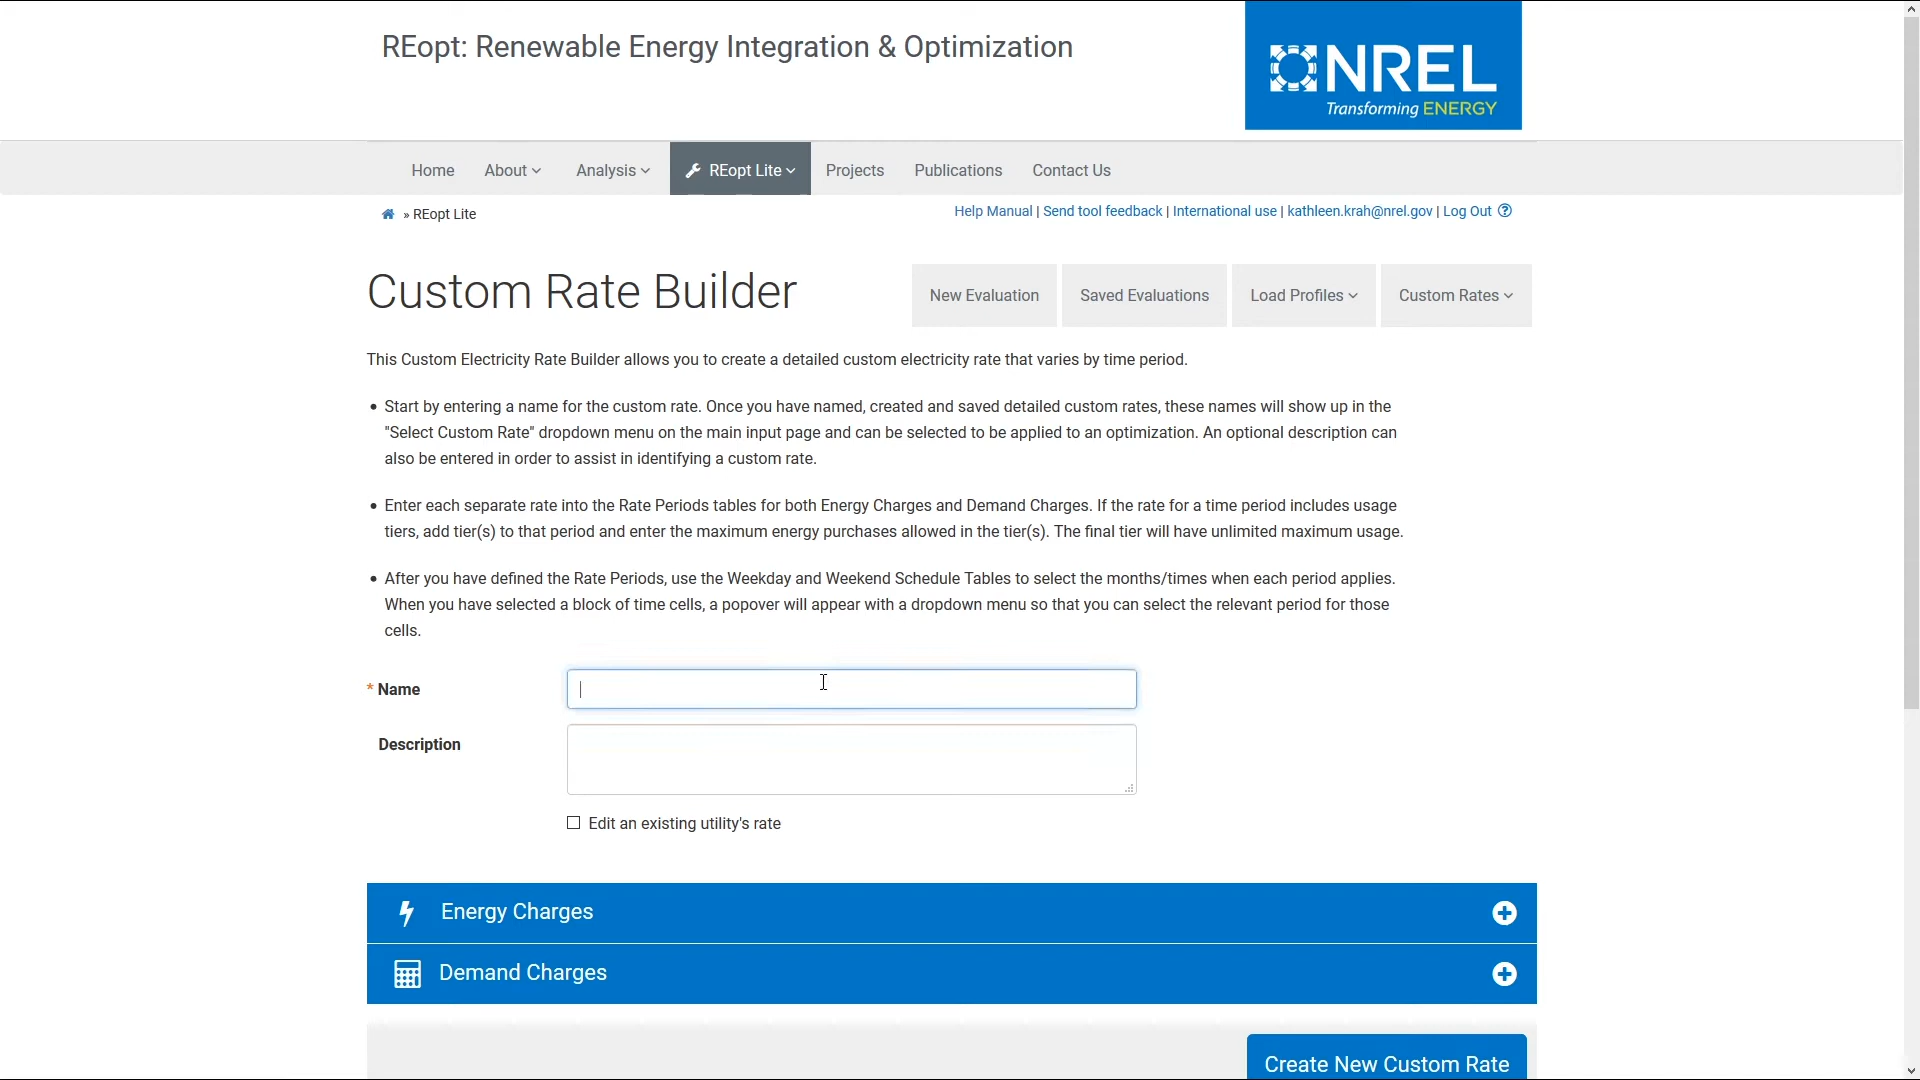 REopt: Renewable Energy Integration & Optimization
NREL
Transforming ENERGY
Home About Analysis REopt Lite Projects Publications Contact Us
» REopt Lite
Help Manual | Send tool feedback | International use | kathleen.krah@nrel.gov | Log Out ?
Custom Rate Builder
New Evaluation Saved Evaluations Load Profiles Custom Rates
This Custom Electricity Rate Builder allows you to create a detailed custom electricity rate that varies by time period.
• Start by entering a name for the custom rate. Once you have named, created and saved detailed custom rates, these names will show up in the
"Select Custom Rate" dropdown menu on the main input page and can be selected to be applied to an optimization. An optional description can
also be entered in order to assist in identifying a custom rate.
• Enter each separate rate into the Rate Periods tables for both Energy Charges and Demand Charges. If the rate for a time period includes usage
tiers, add tier(s) to that period and enter the maximum energy purchases allowed in the tier(s). The final tier will have unlimited maximum usage.
• After you have defined the Rate Periods, use the Weekday and Weekend Schedule Tables to select the months/times when each period applies.
When you have selected a block of time cells, a popover will appear with a dropdown menu so that you can select the relevant period for those
cells.
* Name
Description
Edit an existing utility's rate
Energy Charges
Demand Charges
Create New Custom Rate